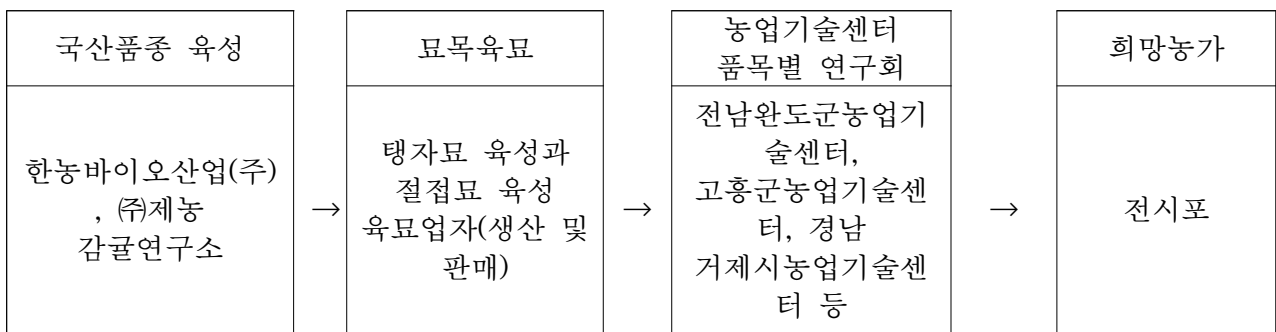 국산품종 육성
한농바이오산업(주)
, ㈜제농
감귤연구소
→
묘목육묘
탱자묘 육성과
절접묘 육성
육묘업자(생산 및
판매)
→
농업기술센터
품목별 연구회
전남완도군농업기
술센터,
고흥군농업기술센
터, 경남
거제시농업기술센
터 등
→
희망농가
전시포